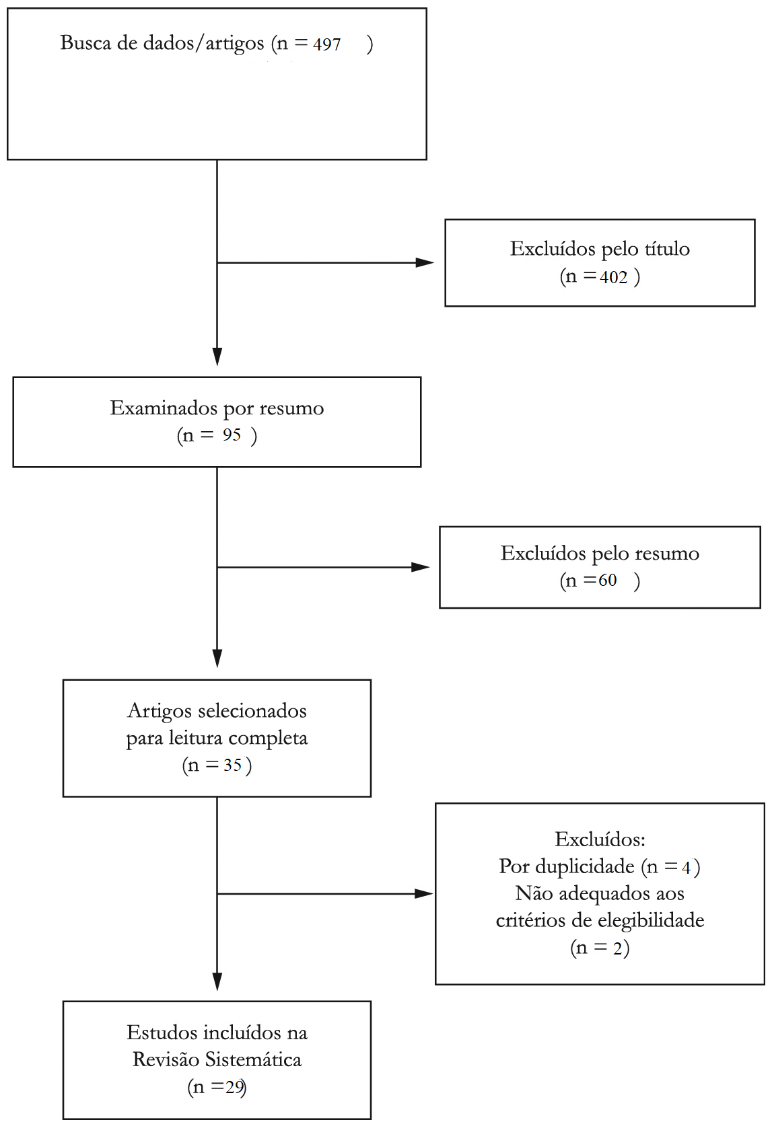 Busca de dados/artigos (n = 497 )
Excluídos pelo título
(n = 402 )
Examinados por resumo
(n = 95 )
Excluídos pelo resumo
(n = 60 )
Artigos selecionados
para leitura completa
(n = 35 )
Excluídos:
Por duplicidade (n = 4)
Não adequados aos
critérios de elegibilidade
(n = 2)
Estudos incluídos na
Revisão Sistemática
(n =29)